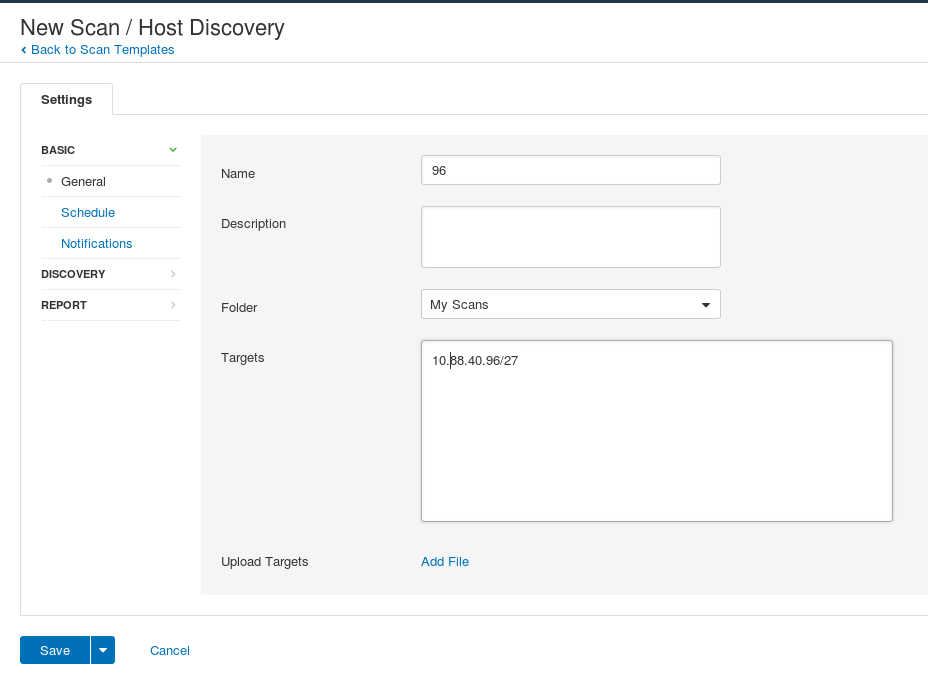 New Scan / Host Discovery
‹ Back to Scan Templates
Settings
BASIC
General
Schedule
Notifications
DISCOVERY
REPORT
Name
96
Description
Folder
My Scans
Targets
10.88.40.96/27
Upload Targets
Add File
Save
Cancel